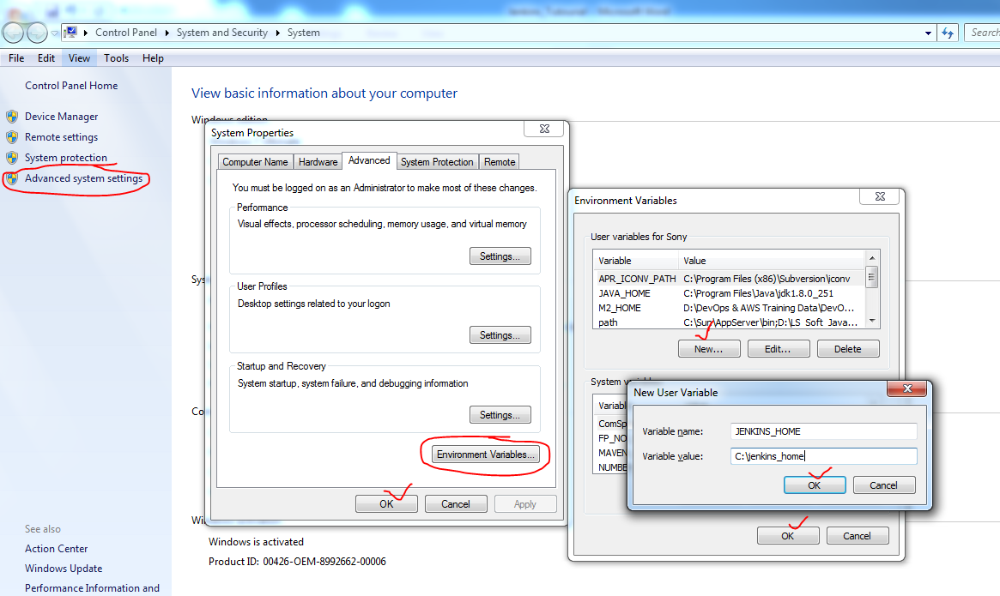 Control Panel ▸ System and Security ▸ System
Search
File Edit View Tools Help
Control Panel Home
Device Manager
Remote settings
System protection
Advanced system settings
See also
Action Center
Windows Update
Performance Information and
View basic information about your computer
Windows edition
System Properties
Computer Name Hardware Advanced System Protection Remote
You must be logged on as an Administrator to make most of these changes.
Performance
Visual effects, processor scheduling, memory usage, and virtual memory
Settings...
User Profiles
Desktop settings related to your logon
Settings...
Startup and Recovery
System startup, system failure, and debugging information
Settings...
Environment Variables...
OK Cancel Apply
Windows is activated
Product ID: 00426-OEM-8992662-00006
Environment Variables
User variables for Sony
Variable Value
APR_ICONV_PATH C:\Program Files (x86)\Subversion\iconv
JAVA_HOME C:\Program Files\Java\jdk1.8.0_251
M2_HOME D:\DevOps & AWS Training Data\DevO...
path C:\Sun\AppServer\bin;D:\LS_Soft_Java...
New... Edit... Delete
System
Variabl
ComSp
FP_NO
MAVEN
NUMBE
OK Cancel
New User Variable
Variable name: JENKINS_HOME
Variable value: C:\jenkins_home
OK Cancel